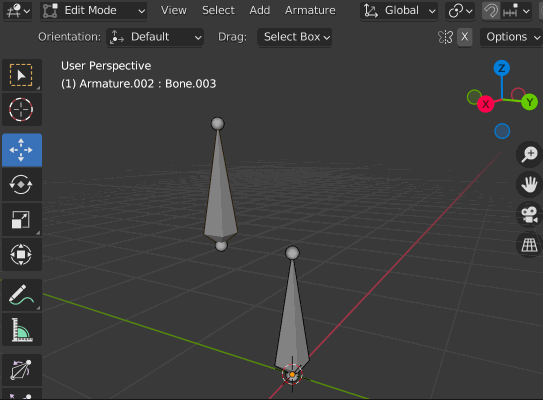 Edit Mode View Select Add Armature Global
Orientation: Default Drag: Select Box X Options
User Perspective
(1) Armature.002 : Bone.003
Z
X Y